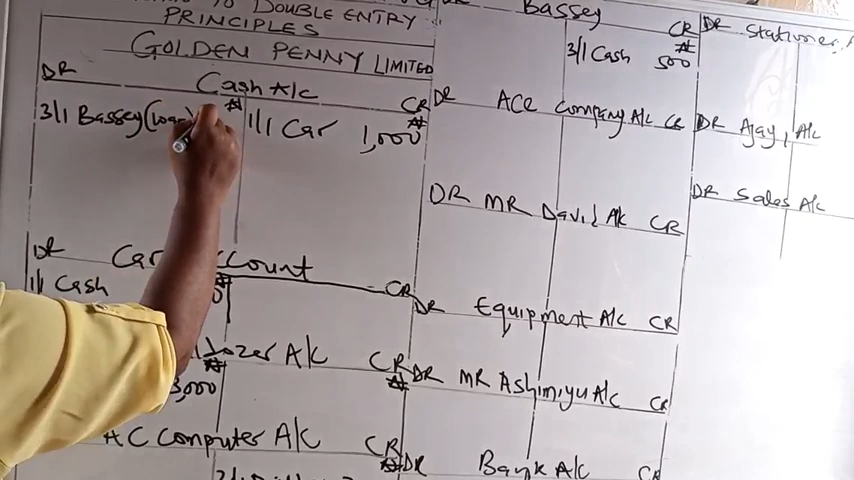 TO DOUBLE ENTRY
PRINCIPLES
GOLDEN PENNY LIMITED
DR Cash A/c CR
₦ ₦
3/1 Bassey (loan) 1/1 Car 1,000
DR Car CR
1/1 Cash
A/c CR
₦ ₦
3,000
AC Computer A/c CR
₦
Bassey
CR
₦
3/1 Cash 500
DR ACE Company A/c CR
DR MR David A/c CR
DR Equipment A/c CR
DR MR Ashimiyu A/c CR
DR Bank A/c CR
DR
DR Ajayi A/c
DR Sales A/c